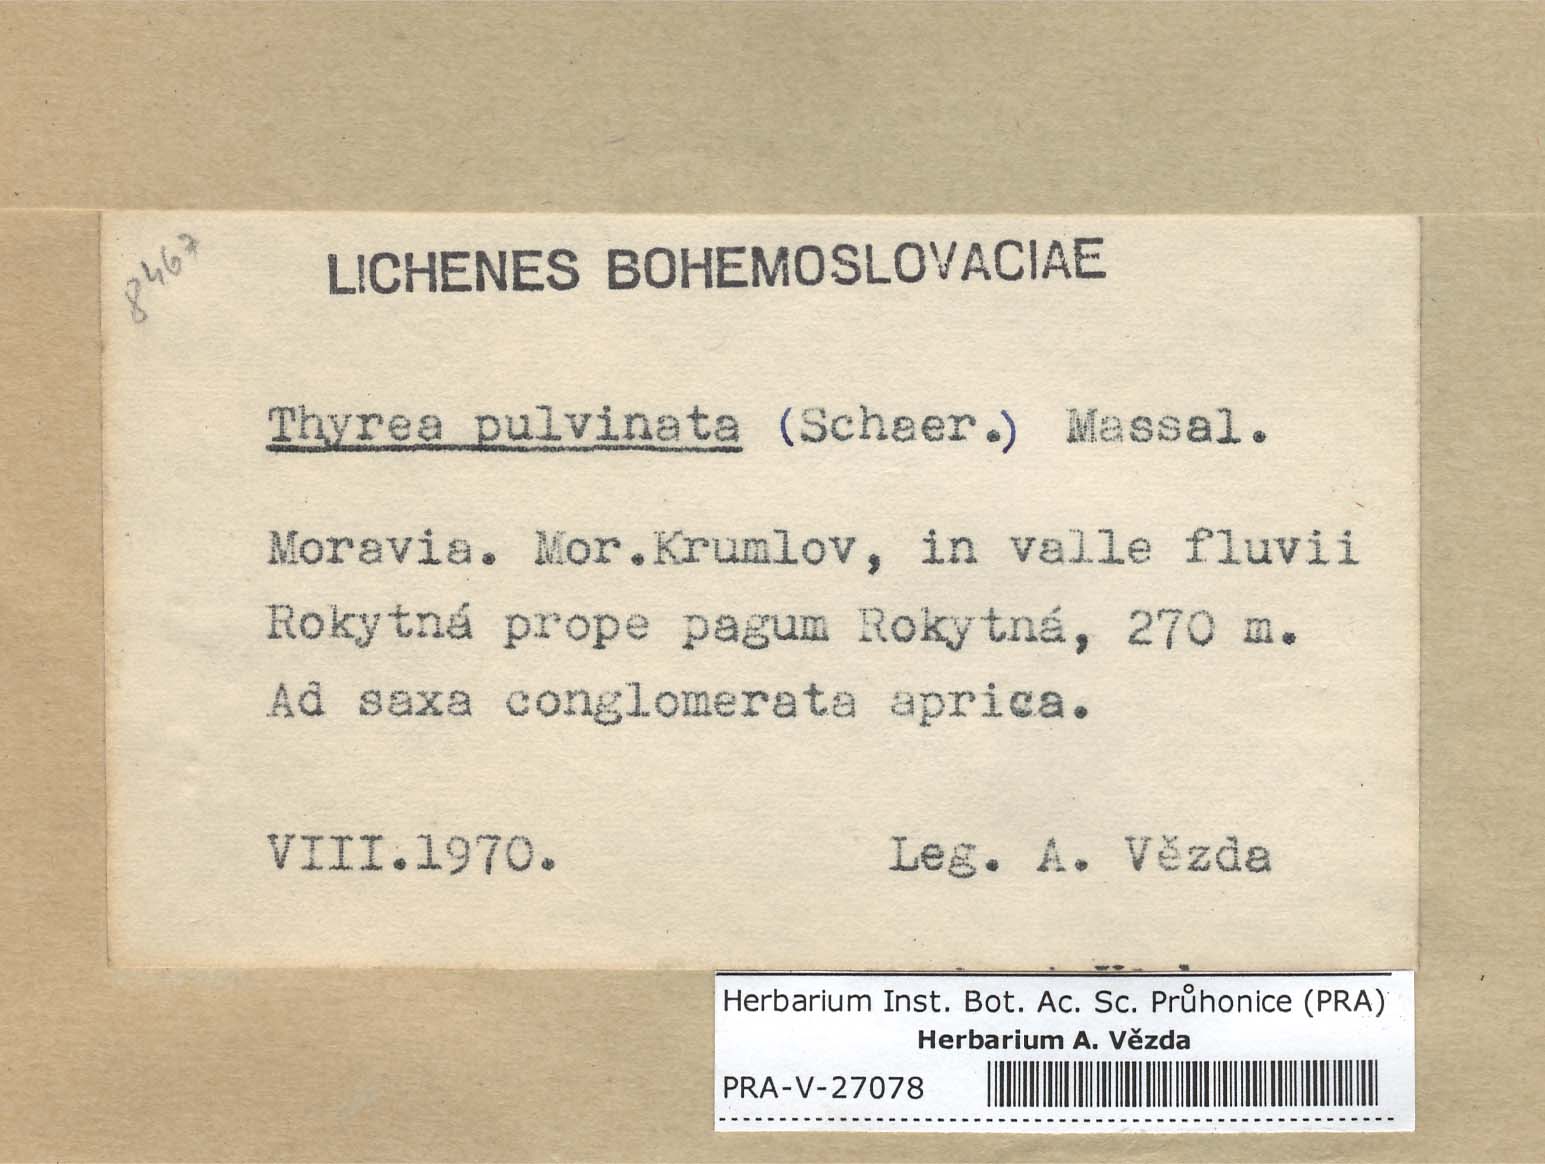 8467
LICHENES BOHEMOSLOVACIAE
Thyrea pulvinata (Schaer.) Massal.
Moravia. Mor.Krumlov, in valle fluvii
Rokytná prope pagum Rokytná, 270 m.
Ad saxa conglomerata aprica.
VIII.1970. Leg. A. Vězda
Herbarium Inst. Bot. Ac. Sc. Průhonice (PRA)
Herbarium A. Vězda
PRA-V-27078